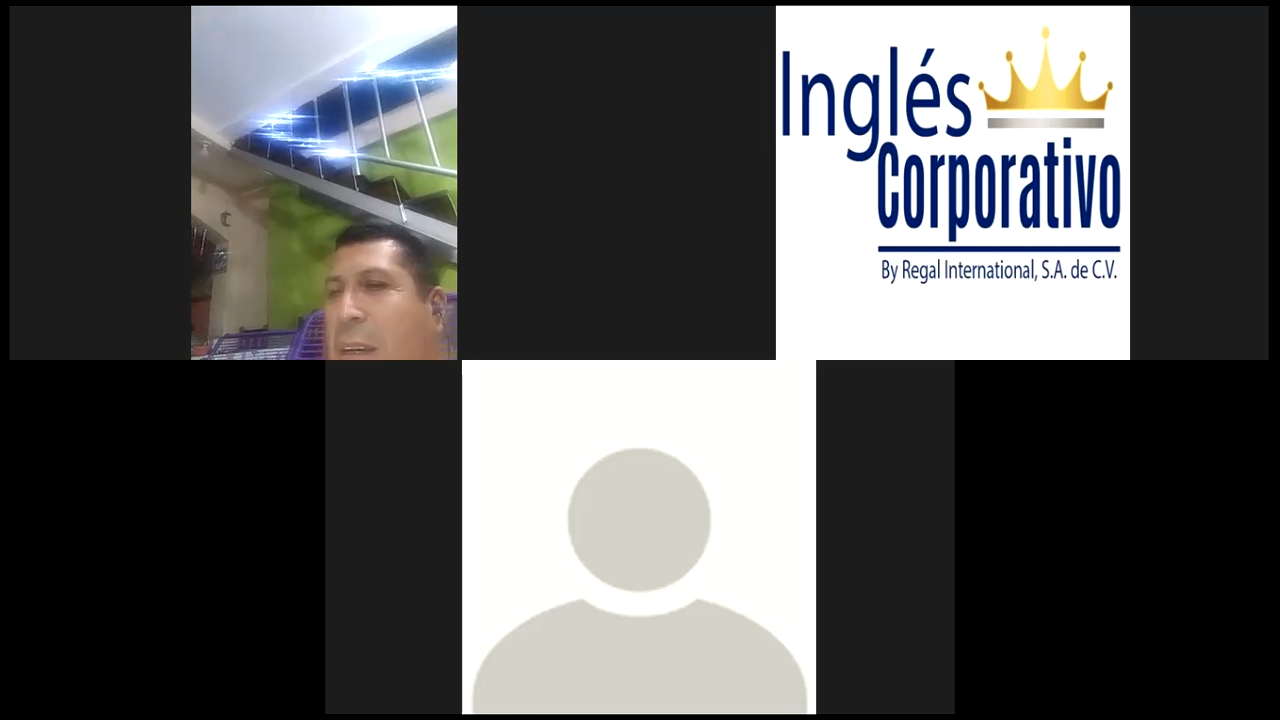 Inglés
Corporativo
By Regal International, S.A. de C.V.